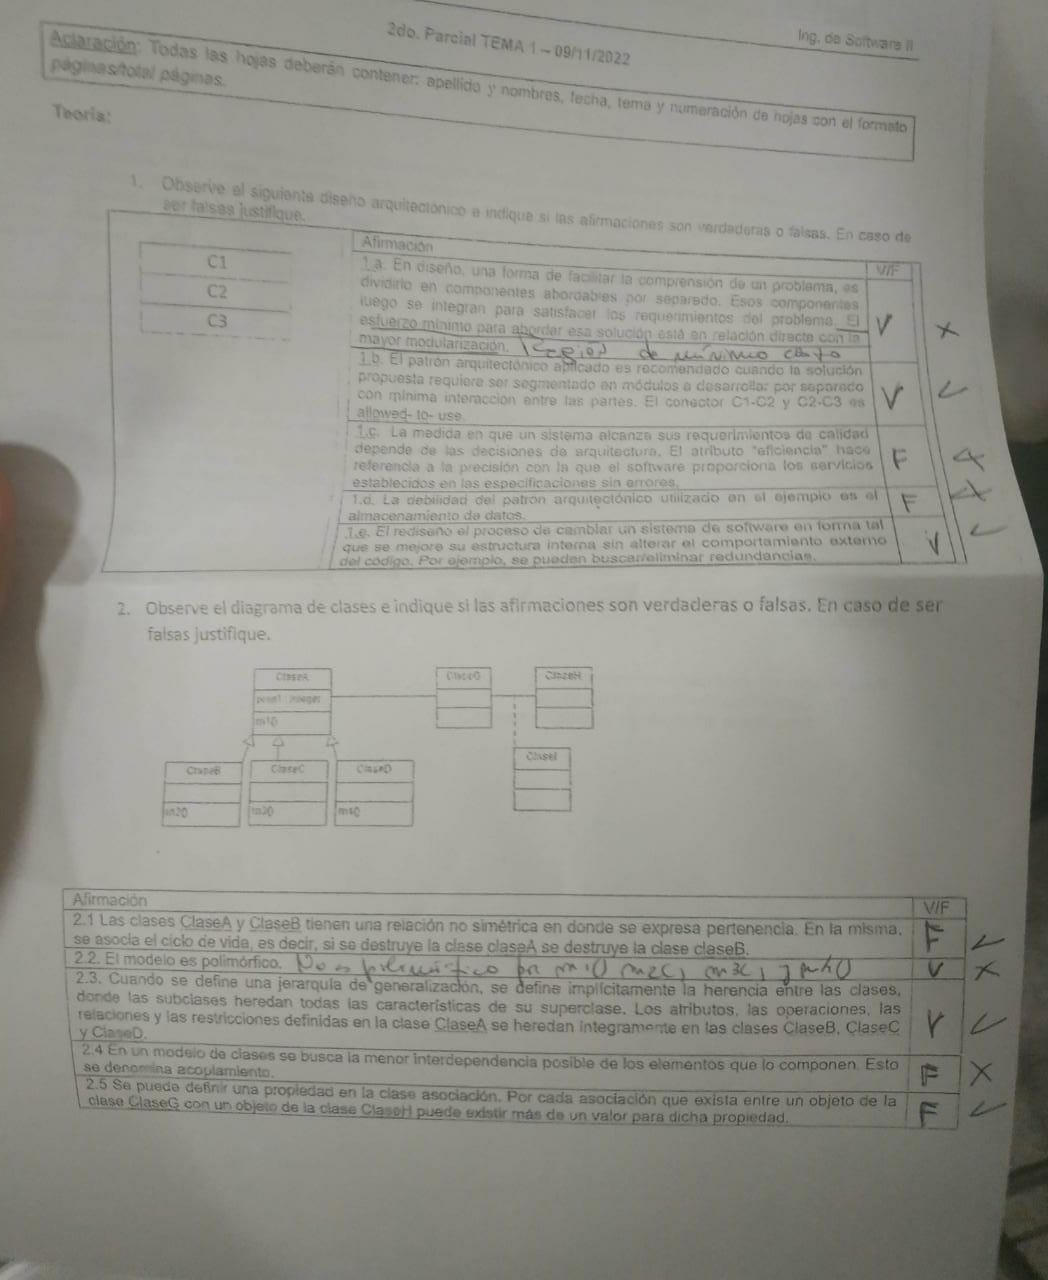 2do. Parcial TEMA 1 – 09/11/2022
Ing. de Software II
Aclaración: Todas las hojas deberán contener: apellido y nombres, fecha, tema y numeración de hojas con el formato
páginas/total páginas.
Teoría:
1. Observe el siguiente diseño arquitectónico e indique si las afirmaciones son verdaderas o falsas. En caso de
ser falsas justifique.
C1
C2
C3
Afirmación
V/F
1.a. En diseño, una forma de facilitar la comprensión de un problema, es
dividirlo en componentes abordables por separado. Esos componentes
luego se integran para satisfacer los requerimientos del problema. El
esfuerzo mínimo para abordar esa solución está en relación directe con la
mayor modularización. de mínimo costo
V
1.b. El patrón arquitectónico aplicado es recomendado cuando la solución
propuesta requiere ser segmentado en módulos a desarrollar por separado
con mínima interacción entre las partes. El conector C1-C2 y C2-C3 es
allowed- to- use.
V
1.c. La medida en que un sistema alcanza sus requerimientos de calidad
depende de las decisiones de arquitectura. El atributo "eficiencia" hace
referencia a la precisión con la que el software proporciona los servicios
establecidos en las especificaciones sin errores.
F
1.d. La debilidad del patrón arquitectónico utilizado en el ejemplo es el
almacenamiento de datos.
F
1.e. El rediseño el proceso de cambiar un sistema de software en forma tal
que se mejore su estructura interna sin alterar el comportamiento externo
del código. Por ejemplo, se pueden buscar/eliminar redundancias.
V
2. Observe el diagrama de clases e indique si las afirmaciones son verdaderas o falsas. En caso de ser
falsas justifique.
ClaseA
ClaseG
ClaseH
m1()
ClaseI
ClaseB
ClaseC
ClaseD
m2()
m3()
m4()
Afirmación
V/F
2.1 Las clases ClaseA y ClaseB tienen una relación no simétrica en donde se expresa pertenencia. En la misma,
se asocia el ciclo de vida, es decir, si se destruye la clase claseA se destruye la clase claseB.
F
2.2. El modelo es polimórfico. No es polimórfico m1() m2(), m3(), y m4()
V
2.3. Cuando se define una jerarquía de generalización, se define implícitamente la herencia entre las clases,
donde las subclases heredan todas las características de su superclase. Los atributos, las operaciones, las
relaciones y las restricciones definidas en la clase ClaseA se heredan íntegramente en las clases ClaseB, ClaseC
y ClaseD.
V
2.4 En un modelo de clases se busca la menor interdependencia posible de los elementos que lo componen. Esto
se denomina acoplamiento.
F
2.5 Se puede definir una propiedad en la clase asociación. Por cada asociación que exista entre un objeto de la
clase ClaseG con un objeto de la clase ClaseH puede existir más de un valor para dicha propiedad.
F